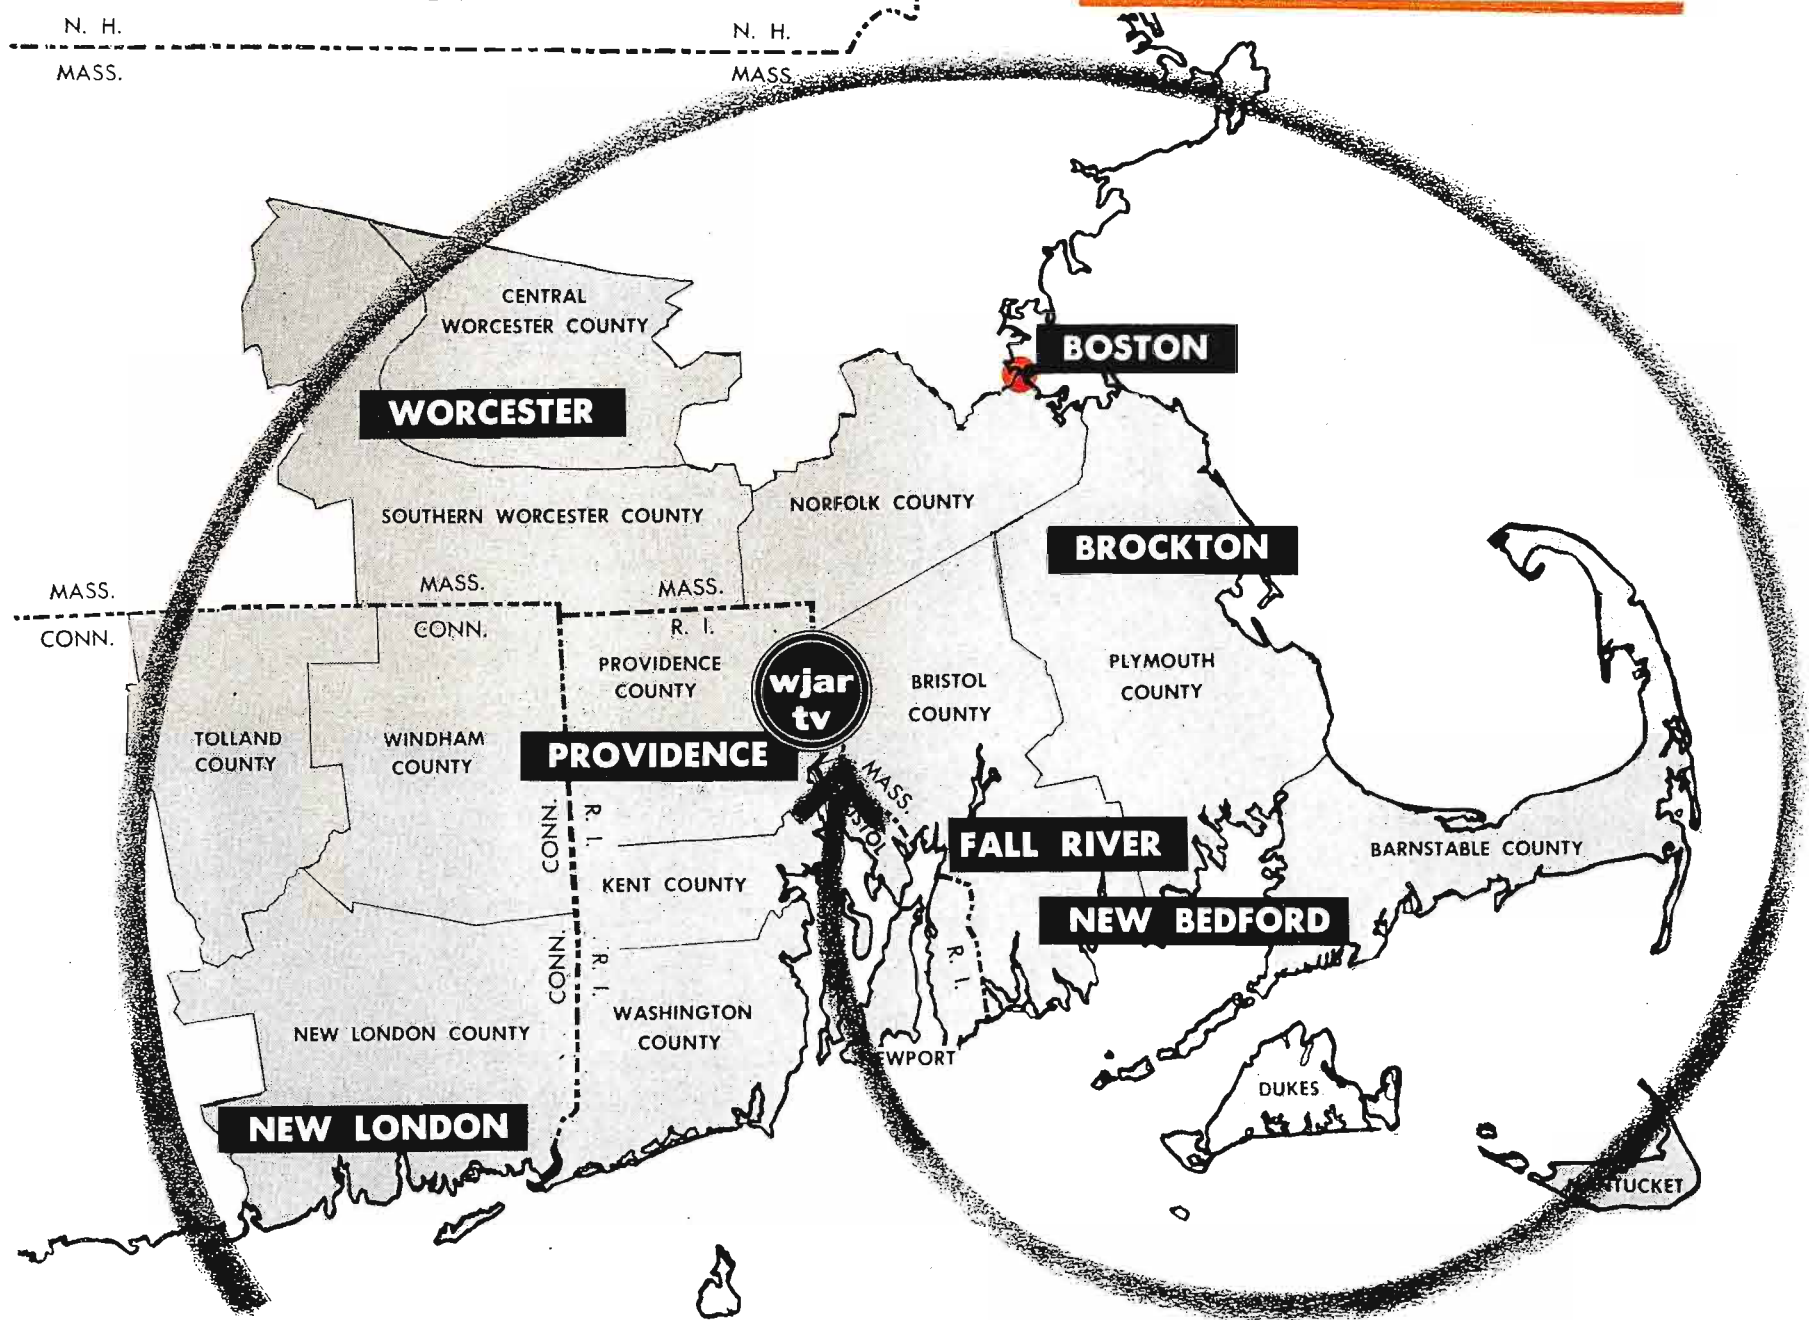 N. H.
N. H.
MASS.
MASS.
CENTRAL
WORCESTER COUNTY
BOSTON
WORCESTER
NORFOLK COUNTY
SOUTHERN WORCESTER COUNTY
BROCKTON
MASS.
MASS.
MASS.
CONN.
CONN.
R. I.
PROVIDENCE
COUNTY
wjar
tv
BRISTOL
COUNTY
PLYMOUTH
COUNTY
TOLLAND
COUNTY
WINDHAM
COUNTY
PROVIDENCE
MASS.
CONN.
R. I.
STOL
FALL RIVER
BARNSTABLE COUNTY
KENT COUNTY
NEW BEDFORD
CONN
R. I.
R. I.
WASHINGTON
COUNTY
NEW LONDON COUNTY
EWPORT
DUKES
NEW LONDON
NTUCKET